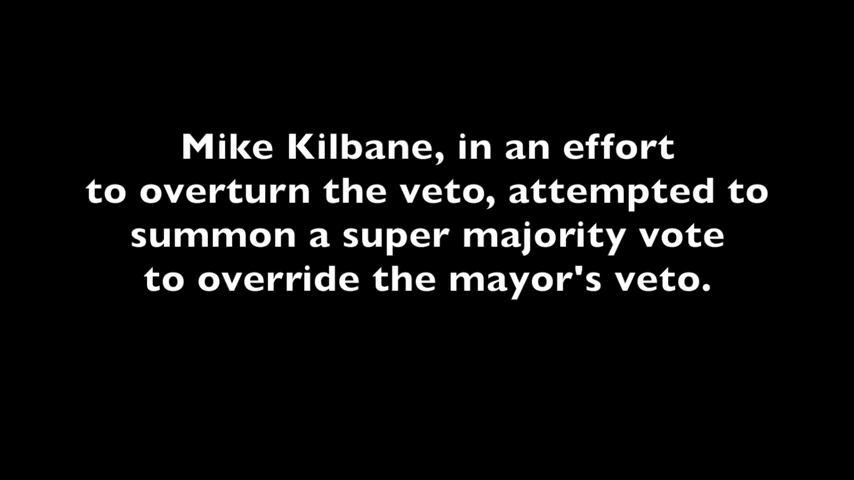 Mike Kilbane, in an effort
to overturn the veto, attempted to
summon a super majority vote
to override the mayor's veto.